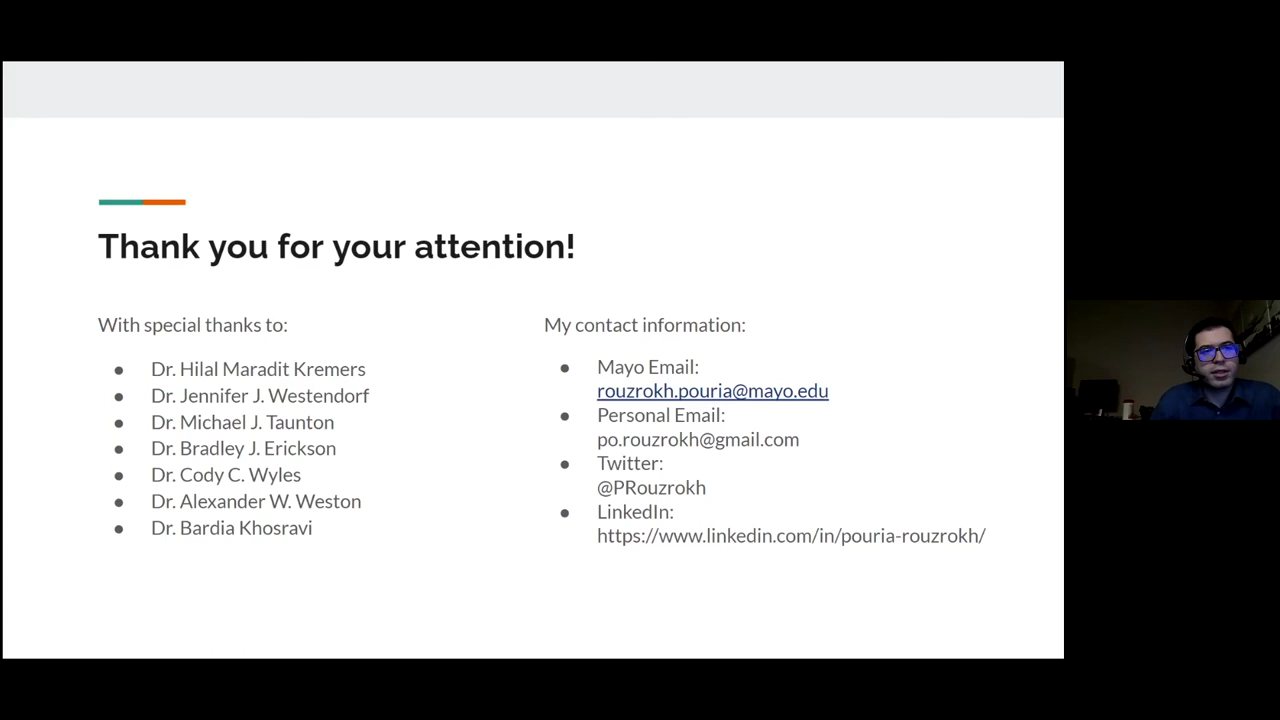 Thank you for your attention!
With special thanks to:
● Dr. Hilal Maradit Kremers
● Dr. Jennifer J. Westendorf
● Dr. Michael J. Taunton
● Dr. Bradley J. Erickson
● Dr. Cody C. Wyles
● Dr. Alexander W. Weston
● Dr. Bardia Khosravi
My contact information:
● Mayo Email:
rouzrokh.pouria@mayo.edu
● Personal Email:
po.rouzrokh@gmail.com
● Twitter:
@PRouzrokh
● LinkedIn:
https://www.linkedin.com/in/pouria-rouzrokh/